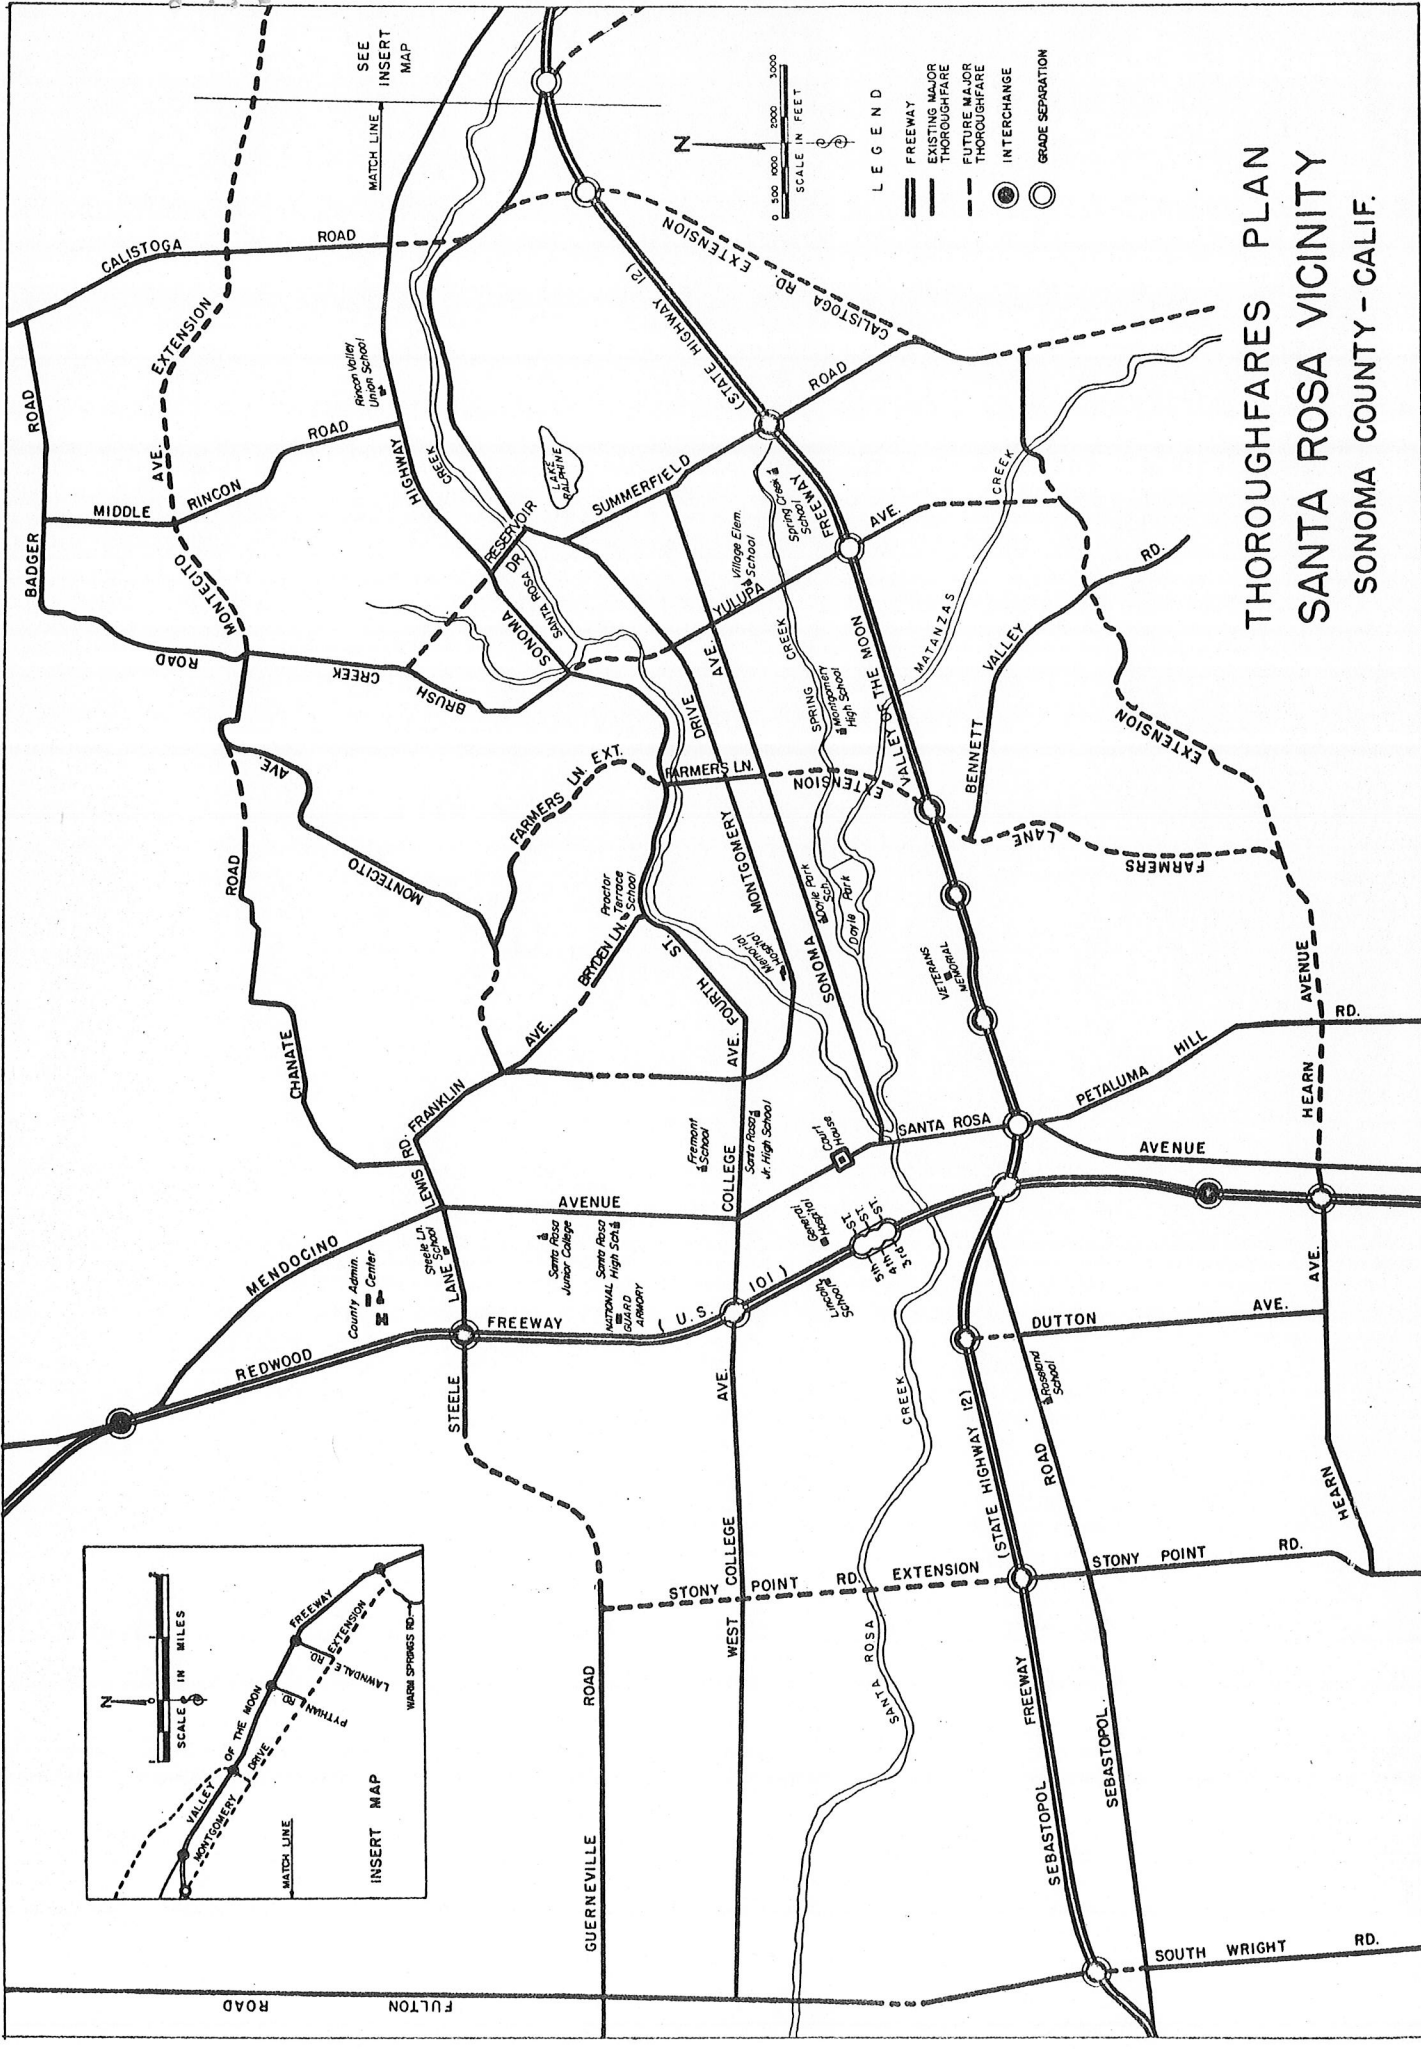 THOROUGHFARES PLAN
SANTA ROSA VICINITY
SONOMA COUNTY - CALIF.
LEGEND
FREEWAY
EXISTING MAJOR
THOROUGHFARE
FUTURE MAJOR
THOROUGHFARE
INTERCHANGE
GRADE SEPARATION
N
0 500 1000 2000 3000
SCALE IN FEET
SEE
INSERT
MAP
MATCH LINE
INSERT MAP
MATCH LINE
N
SCALE IN MILES
VALLEY OF THE MOON FREEWAY
MONTGOMERY DRIVE EXTENSION
PYTHIAN RD.
LAWNDALE RD.
WARM SPRINGS RD.
FULTON ROAD
GUERNEVILLE ROAD
STEELE LANE
LEWIS RD.
REDWOOD FREEWAY (U.S. 101)
MENDOCINO AVENUE
County Admin.
Center
Steele Ln.
School
Santa Rosa
Junior College
Santa Rosa
High Sch.
NATIONAL
GUARD
ARMORY
CHANATE ROAD
FRANKLIN AVE.
BRYDEN LN.
Proctor
Terrace
School
MONTECITO AVE.
FARMERS LN. EXT.
BADGER ROAD
MIDDLE RINCON ROAD
MONTECITO AVE. EXTENSION
CALISTOGA ROAD
BRUSH CREEK ROAD
Rincon Valley
Union School
SONOMA HIGHWAY
SANTA ROSA CREEK
RESERVOIR DR.
LAKE
RALPHINE
SUMMERFIELD ROAD
CALISTOGA RD. EXTENSION
WEST COLLEGE AVE.
COLLEGE AVE.
FOURTH ST.
Fremont
School
Santa Rosa
Jr. High School
Memorial
Hospital
MONTGOMERY DRIVE
FARMERS LN.
SONOMA AVE.
YULUPA AVE.
Village Elem.
School
Spring Creek
School
SPRING CREEK
Montgomery
High School
Doyle Park
Sch.
Doyle Park
EXTENSION
VALLEY OF THE MOON FREEWAY
(STATE HIGHWAY 12)
MATANZAS CREEK
BENNETT VALLEY RD.
FARMERS LANE
EXTENSION
VETERANS
MEMORIAL
Court
House
General
Hospital
Lincoln
School
5th ST.
4th ST.
3rd ST.
SANTA ROSA AVENUE
PETALUMA HILL RD.
HEARN AVENUE
HEARN AVE.
DUTTON AVE.
Roseland
School
STONY POINT RD. EXTENSION
STONY POINT RD.
SANTA ROSA CREEK
SEBASTOPOL FREEWAY (STATE HIGHWAY 12)
SEBASTOPOL ROAD
SOUTH WRIGHT RD.